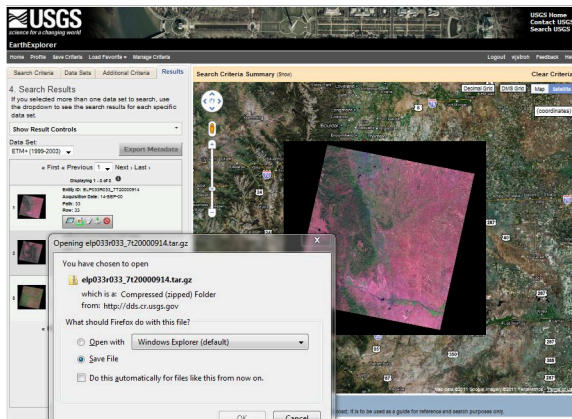 USGS
science for a changing world
USGS Home
Contact USGS
Search USGS
EarthExplorer
Home Profile Save Criteria Load Favorite Manage Criteria
Logout Feedback
Search Criteria Data Sets Additional Criteria Results
Search Criteria Summary (Show)
Clear Criteria
4. Search Results
If you selected more than one data set to search, use
the dropdown to see the search results for each specific
data set.
Show Result Controls
Data Set:
ETM+ (1999-2003)
Export Metadata
« First « Previous 1 Next › Last ›
Displaying 1 - 3 of 3
Entity ID: ELP033R033_7T20000914
Acquisition Date: 14-SEP-00
Path: 33
Row: 33
Decimal Grid DMS Grid Map Satellite
(coordinates)
Opening elp033r033_7t20000914.tar.gz
X
You have chosen to open
elp033r033_7t20000914.tar.gz
which is a: Compressed (zipped) Folder
from: http://dds.cr.usgs.gov
What should Firefox do with this file?
Open with Windows Explorer (default)
Save File
Do this automatically for files like this from now on.
OK Cancel
it is to be used as a guide for reference and search purposes only.